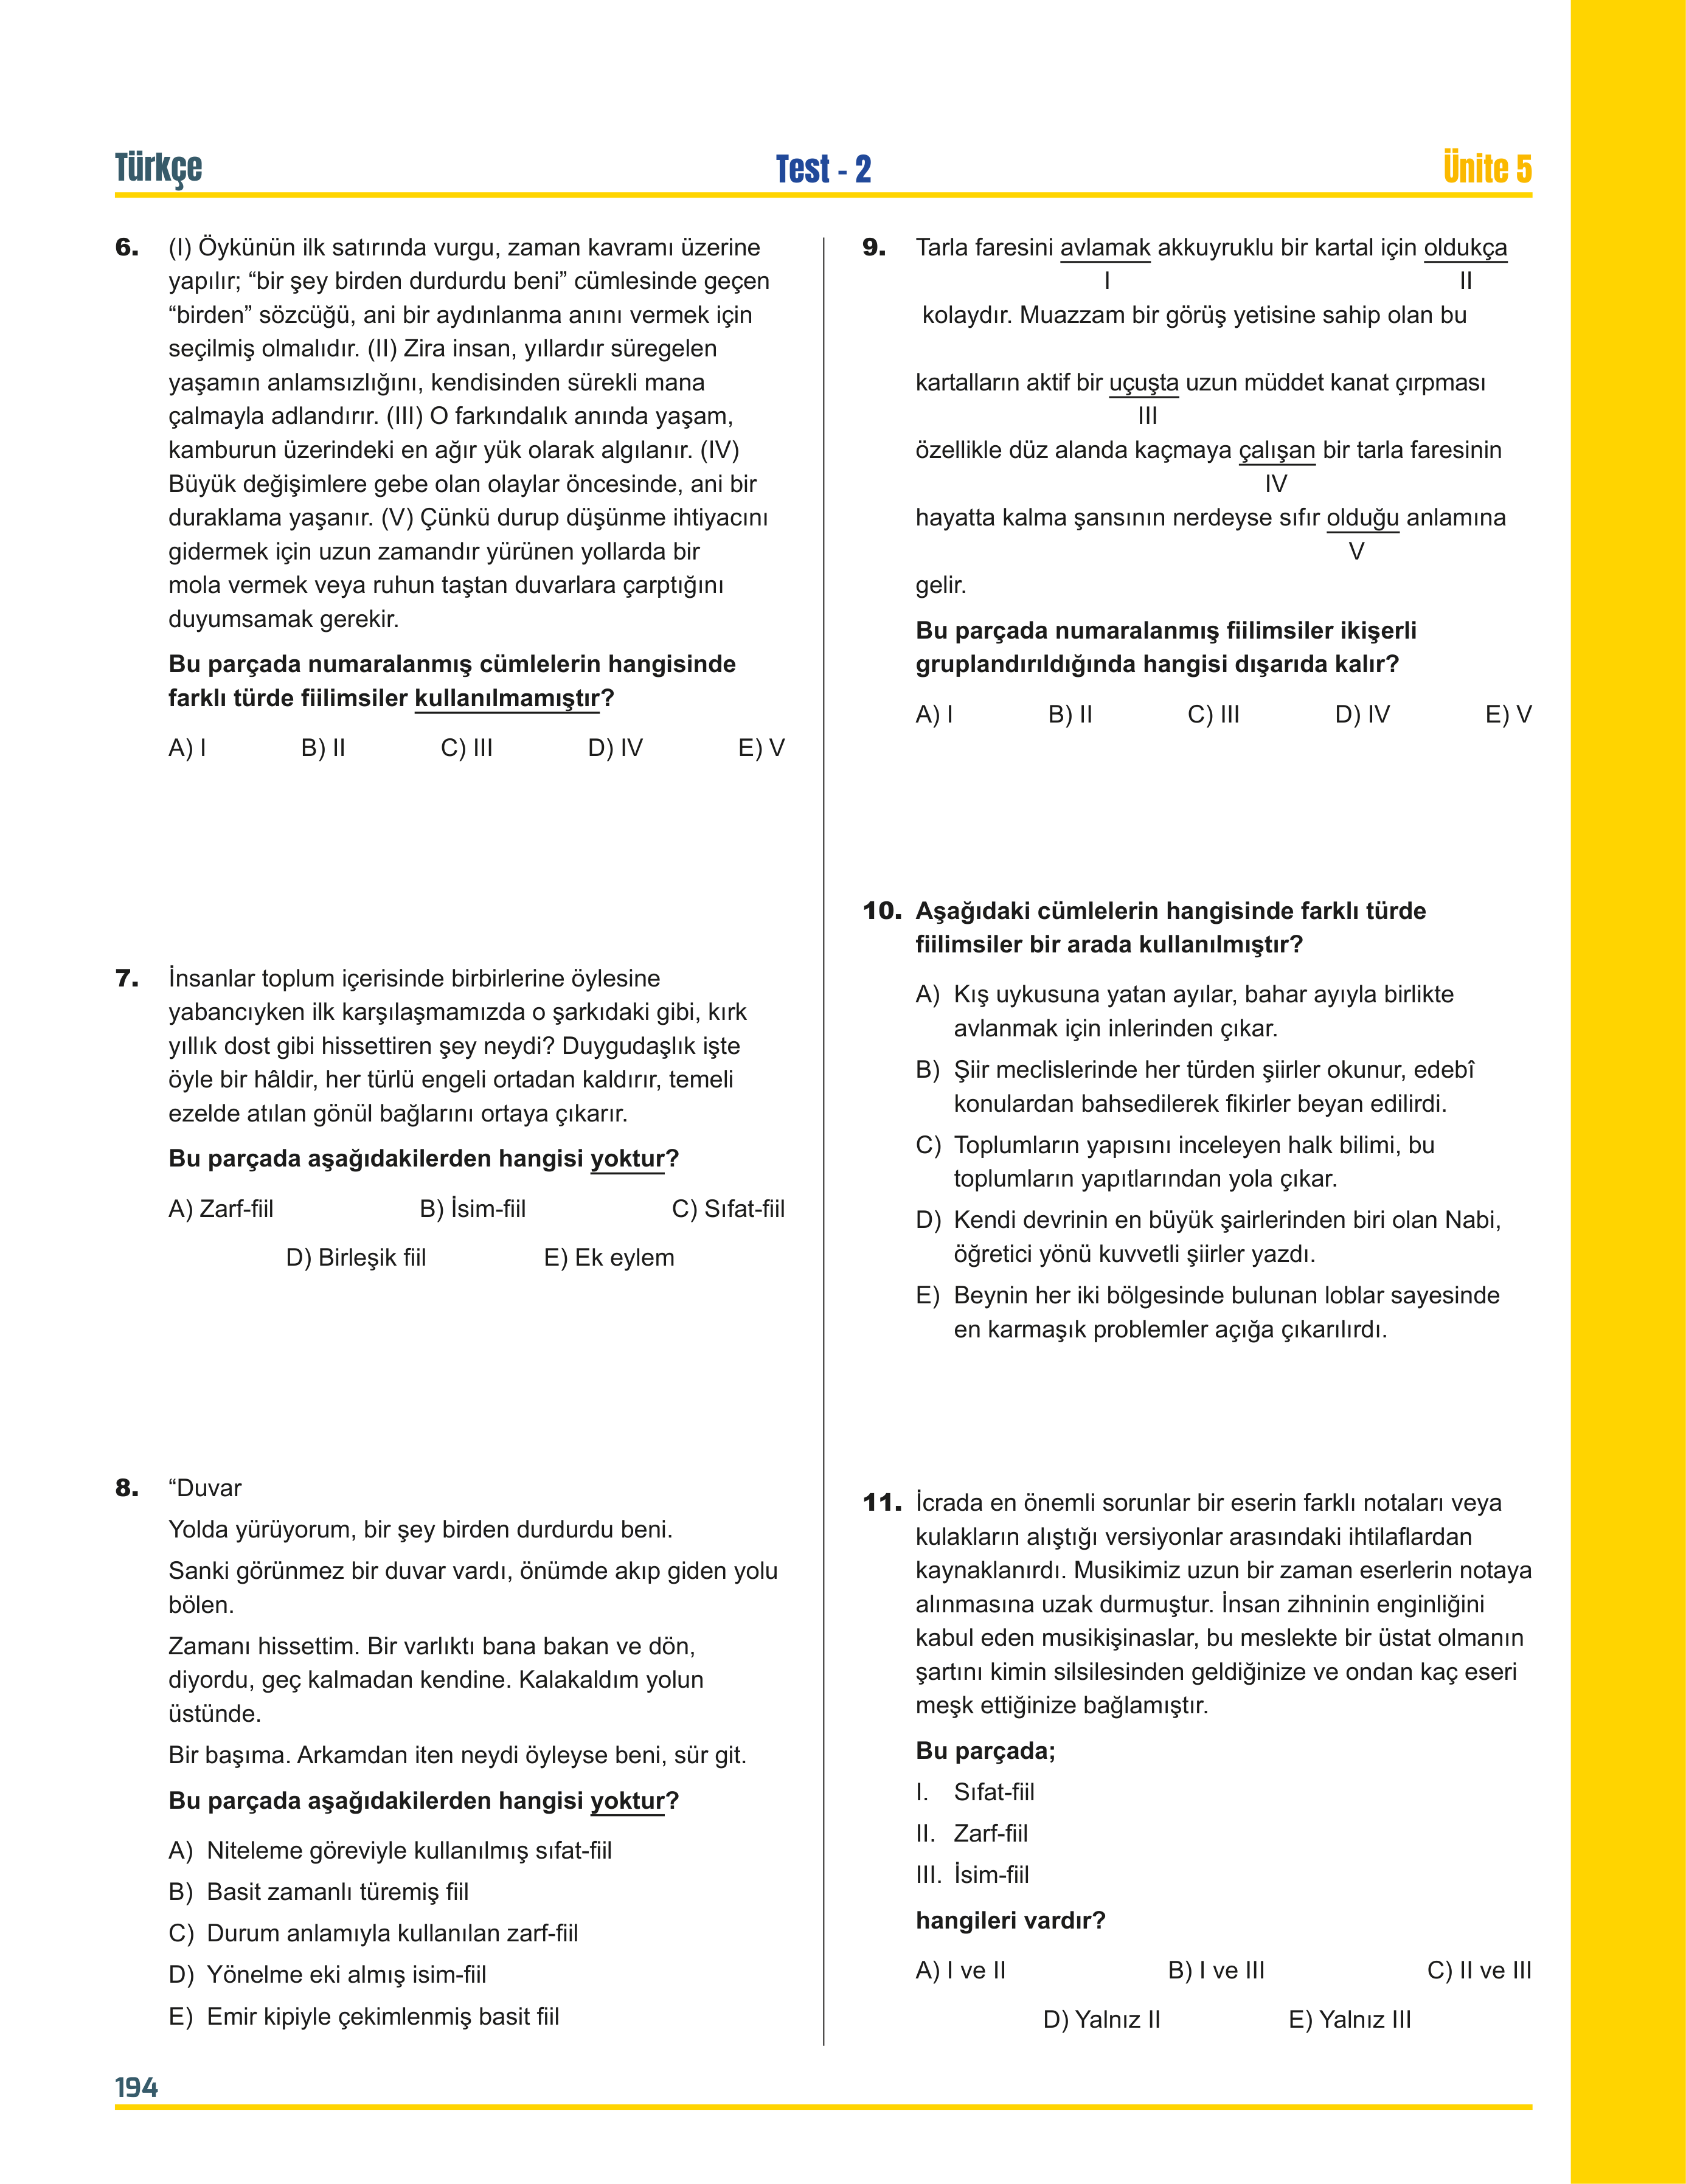 Türkçe
Test - 2
Ünite 5
6. (I) Öykünün ilk satırında vurgu, zaman kavramı üzerine
yapılır; “bir şey birden durdurdu beni” cümlesinde geçen
“birden” sözcüğü, ani bir aydınlanma anını vermek için
seçilmiş olmalıdır. (II) Zira insan, yıllardır süregelen
yaşamın anlamsızlığını, kendisinden sürekli mana
çalmayla adlandırır. (III) O farkındalık anında yaşam,
kamburun üzerindeki en ağır yük olarak algılanır. (IV)
Büyük değişimlere gebe olan olaylar öncesinde, ani bir
duraklama yaşanır. (V) Çünkü durup düşünme ihtiyacını
gidermek için uzun zamandır yürünen yollarda bir
mola vermek veya ruhun taştan duvarlara çarptığını
duyumsamak gerekir.
Bu parçada numaralanmış cümlelerin hangisinde
farklı türde fiilimsiler kullanılmamıştır?
A) I B) II C) III D) IV E) V
7. İnsanlar toplum içerisinde birbirlerine öylesine
yabancıyken ilk karşılaşmamızda o şarkıdaki gibi, kırk
yıllık dost gibi hissettiren şey neydi? Duygudaşlık işte
öyle bir hâldir, her türlü engeli ortadan kaldırır, temeli
ezelde atılan gönül bağlarını ortaya çıkarır.
Bu parçada aşağıdakilerden hangisi yoktur?
A) Zarf-fiil B) İsim-fiil C) Sıfat-fiil
D) Birleşik fiil E) Ek eylem
8. “Duvar
Yolda yürüyorum, bir şey birden durdurdu beni.
Sanki görünmez bir duvar vardı, önümde akıp giden yolu
bölen.
Zamanı hissettim. Bir varlıktı bana bakan ve dön,
diyordu, geç kalmadan kendine. Kalakaldım yolun
üstünde.
Bir başıma. Arkamdan iten neydi öyleyse beni, sür git.
Bu parçada aşağıdakilerden hangisi yoktur?
A) Niteleme göreviyle kullanılmış sıfat-fiil
B) Basit zamanlı türemiş fiil
C) Durum anlamıyla kullanılan zarf-fiil
D) Yönelme eki almış isim-fiil
E) Emir kipiyle çekimlenmiş basit fiil
9. Tarla faresini avlamak akkuyruklu bir kartal için oldukça
I II
kolaydır. Muazzam bir görüş yetisine sahip olan bu
kartalların aktif bir uçuşta uzun müddet kanat çırpması
III
özellikle düz alanda kaçmaya çalışan bir tarla faresinin
IV
hayatta kalma şansının nerdeyse sıfır olduğu anlamına
V
gelir.
Bu parçada numaralanmış fiilimsiler ikişerli
gruplandırıldığında hangisi dışarıda kalır?
A) I B) II C) III D) IV E) V
10. Aşağıdaki cümlelerin hangisinde farklı türde
fiilimsiler bir arada kullanılmıştır?
A) Kış uykusuna yatan ayılar, bahar ayıyla birlikte
avlanmak için inlerinden çıkar.
B) Şiir meclislerinde her türden şiirler okunur, edebî
konulardan bahsedilerek fikirler beyan edilirdi.
C) Toplumların yapısını inceleyen halk bilimi, bu
toplumların yapıtlarından yola çıkar.
D) Kendi devrinin en büyük şairlerinden biri olan Nabi,
öğretici yönü kuvvetli şiirler yazdı.
E) Beynin her iki bölgesinde bulunan loblar sayesinde
en karmaşık problemler açığa çıkarılırdı.
11. İcrada en önemli sorunlar bir eserin farklı notaları veya
kulakların alıştığı versiyonlar arasındaki ihtilaflardan
kaynaklanırdı. Musikimiz uzun bir zaman eserlerin notaya
alınmasına uzak durmuştur. İnsan zihninin enginliğini
kabul eden musikişinaslar, bu meslekte bir üstat olmanın
şartını kimin silsilesinden geldiğinize ve ondan kaç eseri
meşk ettiğinize bağlamıştır.
Bu parçada;
I. Sıfat-fiil
II. Zarf-fiil
III. İsim-fiil
hangileri vardır?
A) I ve II B) I ve III C) II ve III
D) Yalnız II E) Yalnız III
194